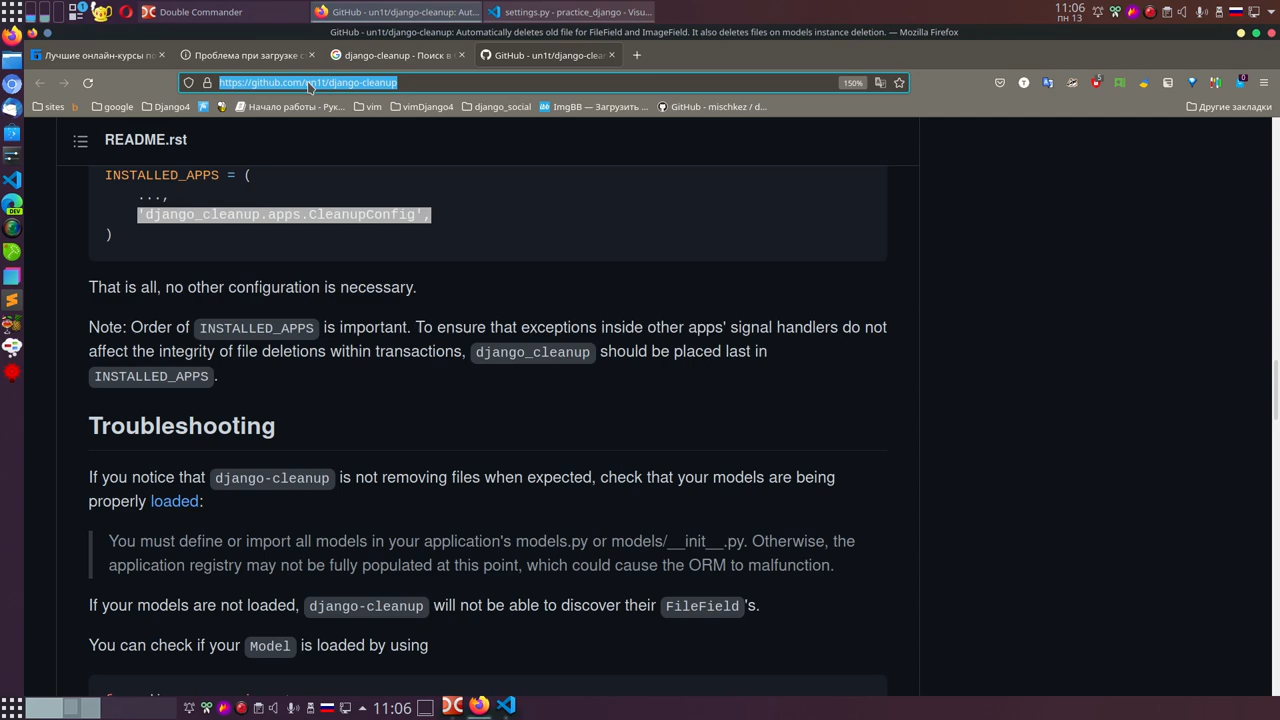 Double Commander
GitHub - un1t/django-cleanup: Aut...
settings.py - practice_django - Visu...
11:06
пн 13
GitHub - un1t/django-cleanup: Automatically deletes old file for FileField and ImageField. It also deletes files on models instance deletion. — Mozilla Firefox
Лучшие онлайн-курсы по
Проблема при загрузке с
django-cleanup - Поиск в
GitHub - un1t/django-clea
https://github.com/un1t/django-cleanup
150%
sites
google
Django4
Начало работы - Рук...
vim
vimDjango4
django_social
ImgBB — Загрузить ...
GitHub - mischkez / d...
Другие закладки
README.rst
INSTALLED_APPS = (
...,
'django_cleanup.apps.CleanupConfig',
)
That is all, no other configuration is necessary.
Note: Order of INSTALLED_APPS is important. To ensure that exceptions inside other apps' signal handlers do not
affect the integrity of file deletions within transactions, django_cleanup should be placed last in
INSTALLED_APPS.
Troubleshooting
If you notice that django-cleanup is not removing files when expected, check that your models are being
properly loaded:
You must define or import all models in your application's models.py or models/__init__.py. Otherwise, the
application registry may not be fully populated at this point, which could cause the ORM to malfunction.
If your models are not loaded, django-cleanup will not be able to discover their FileField's.
You can check if your Model is loaded by using
DEV
11:06